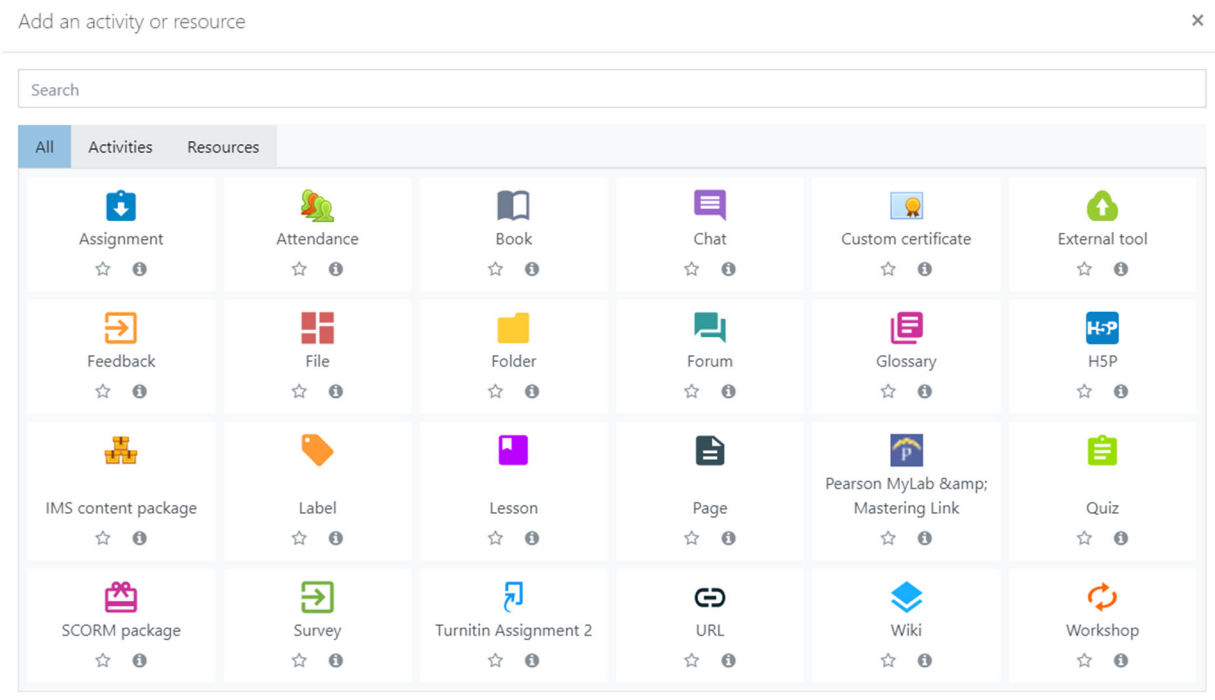 Add an activity or resource
Search
All Activities Resources
Assignment Attendance Book Chat Custom certificate External tool
Feedback File Folder Forum Glossary H5P
H5P
IMS content package Label Lesson Page Pearson MyLab &amp;
Mastering Link Quiz
P
SCORM package Survey Turnitin Assignment 2 URL Wiki Workshop